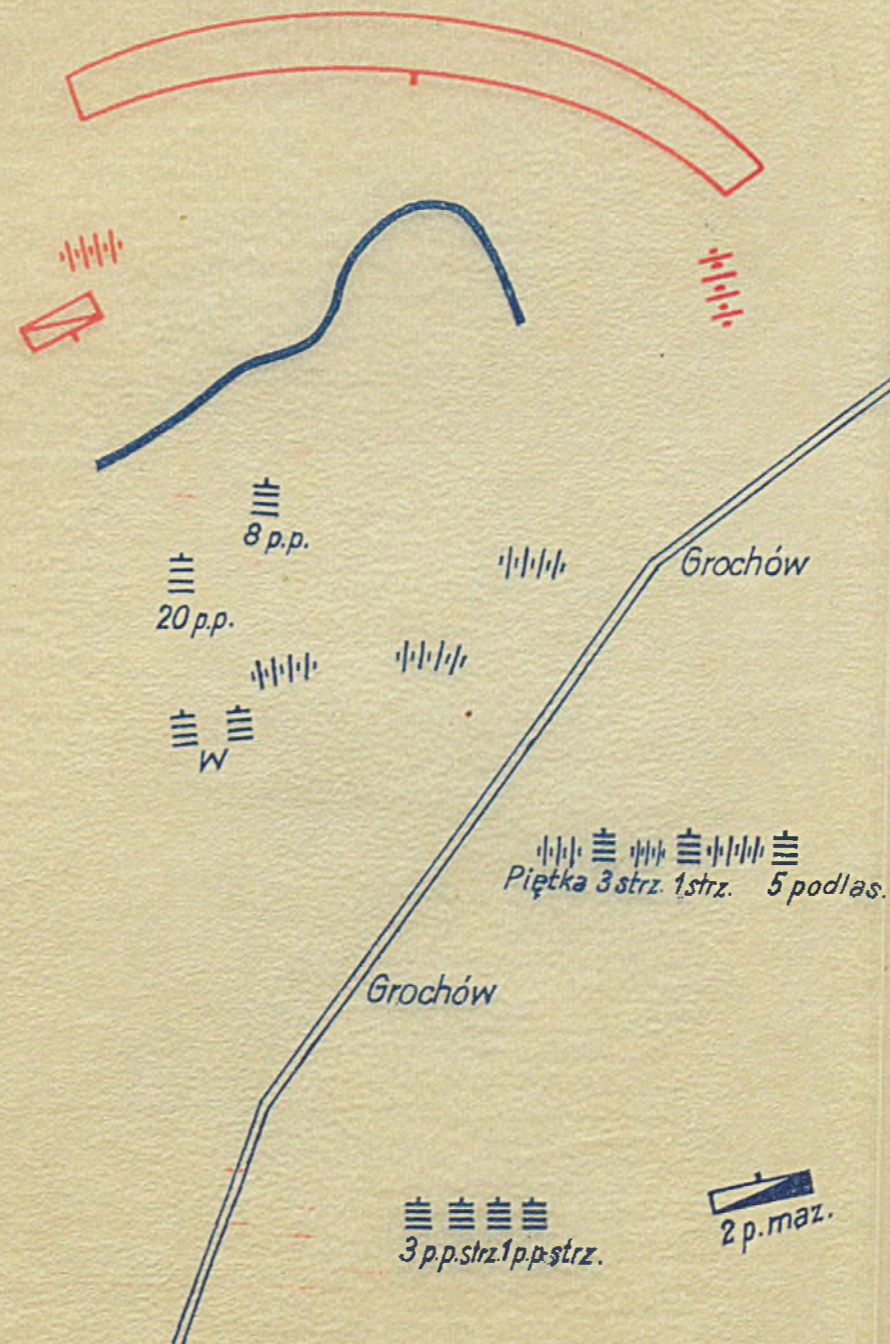 8 p.p.
Grochów
20 p.p.
W
Piętka 3 strz. 1 strz. 5 podlas.
Grochów
2 p. maz.
3 p.p.strz. 1 p.p.strz.